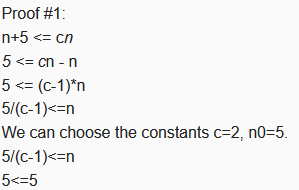 Proof #1:
n+5 <= cn
5 <= cn - n
5 <= (c-1)*n
5/(c-1)<=n
We can choose the constants c=2, n0=5.
5/(c-1)<=n
5<=5